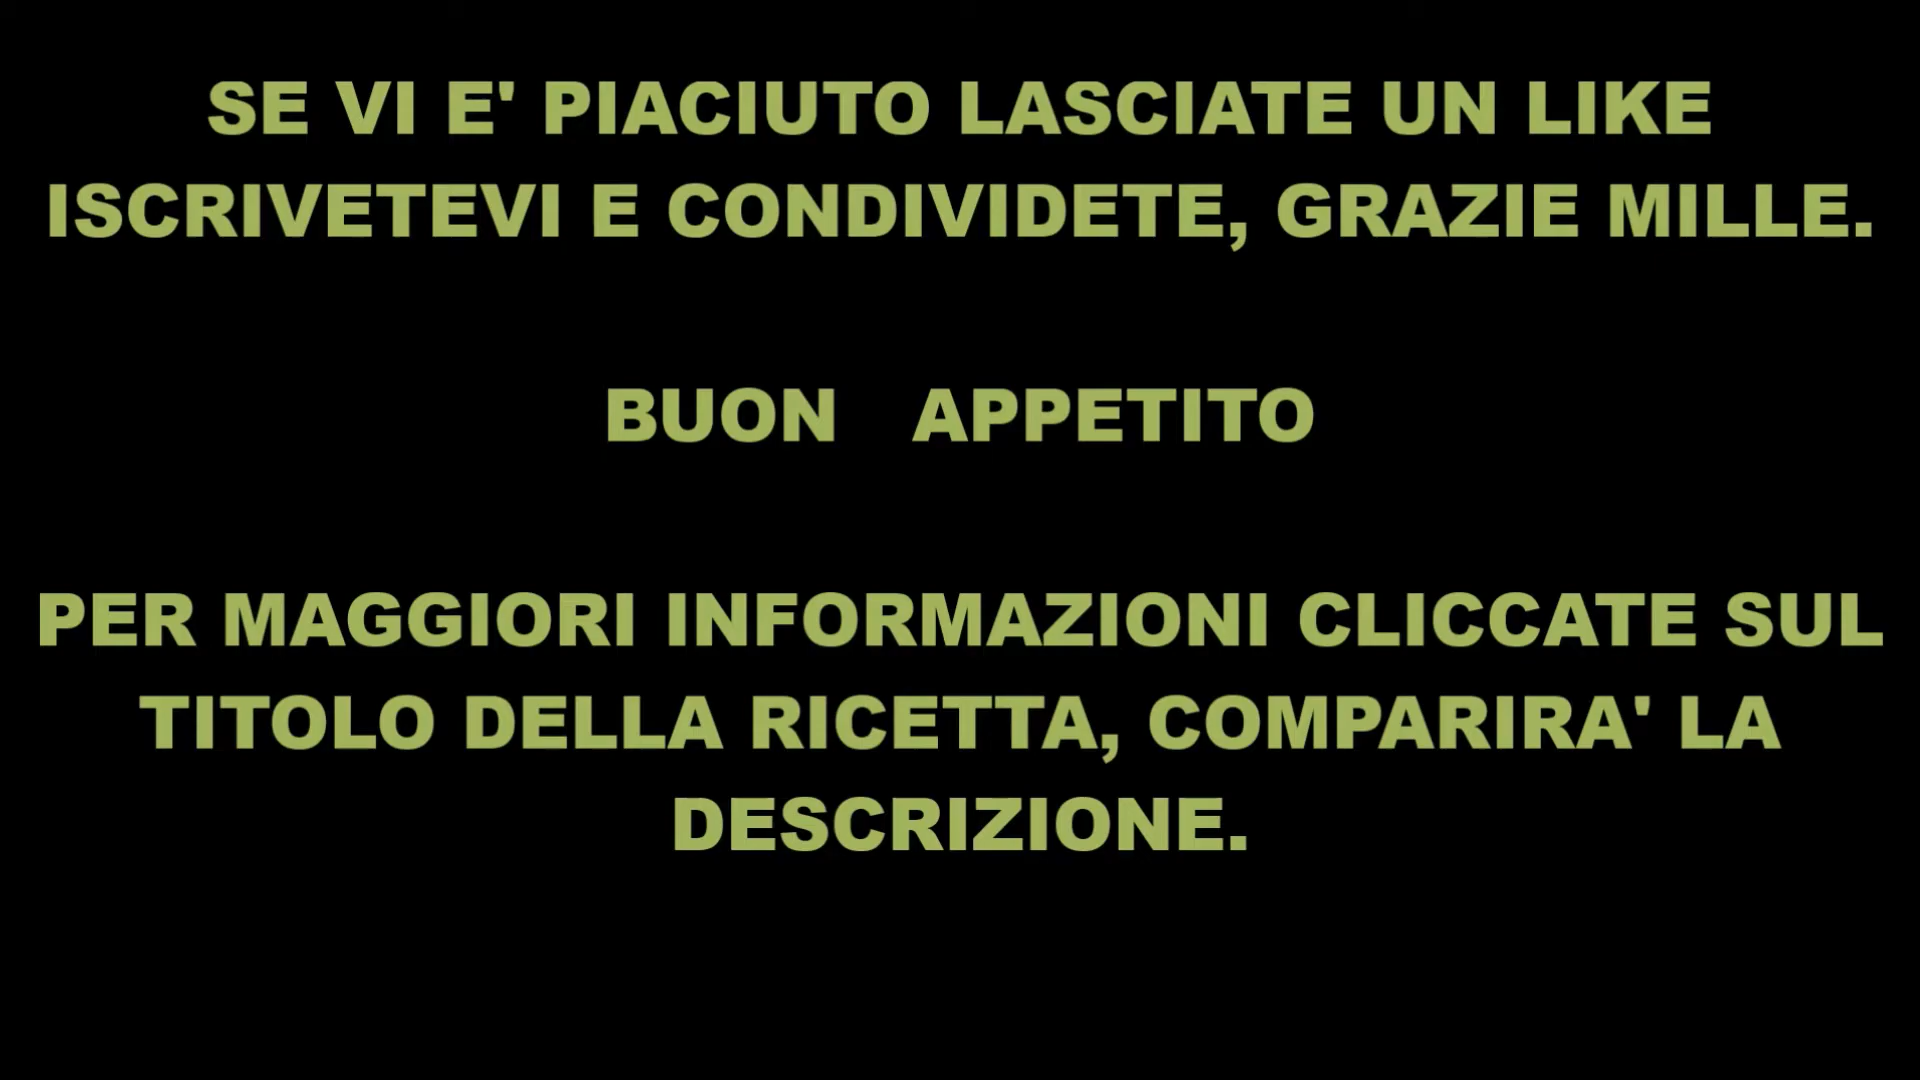 SE VI E' PIACIUTO LASCIATE UN LIKE
ISCRIVETEVI E CONDIVIDETE, GRAZIE MILLE.
BUON APPETITO
PER MAGGIORI INFORMAZIONI CLICCATE SUL
TITOLO DELLA RICETTA, COMPARIRA' LA
DESCRIZIONE.